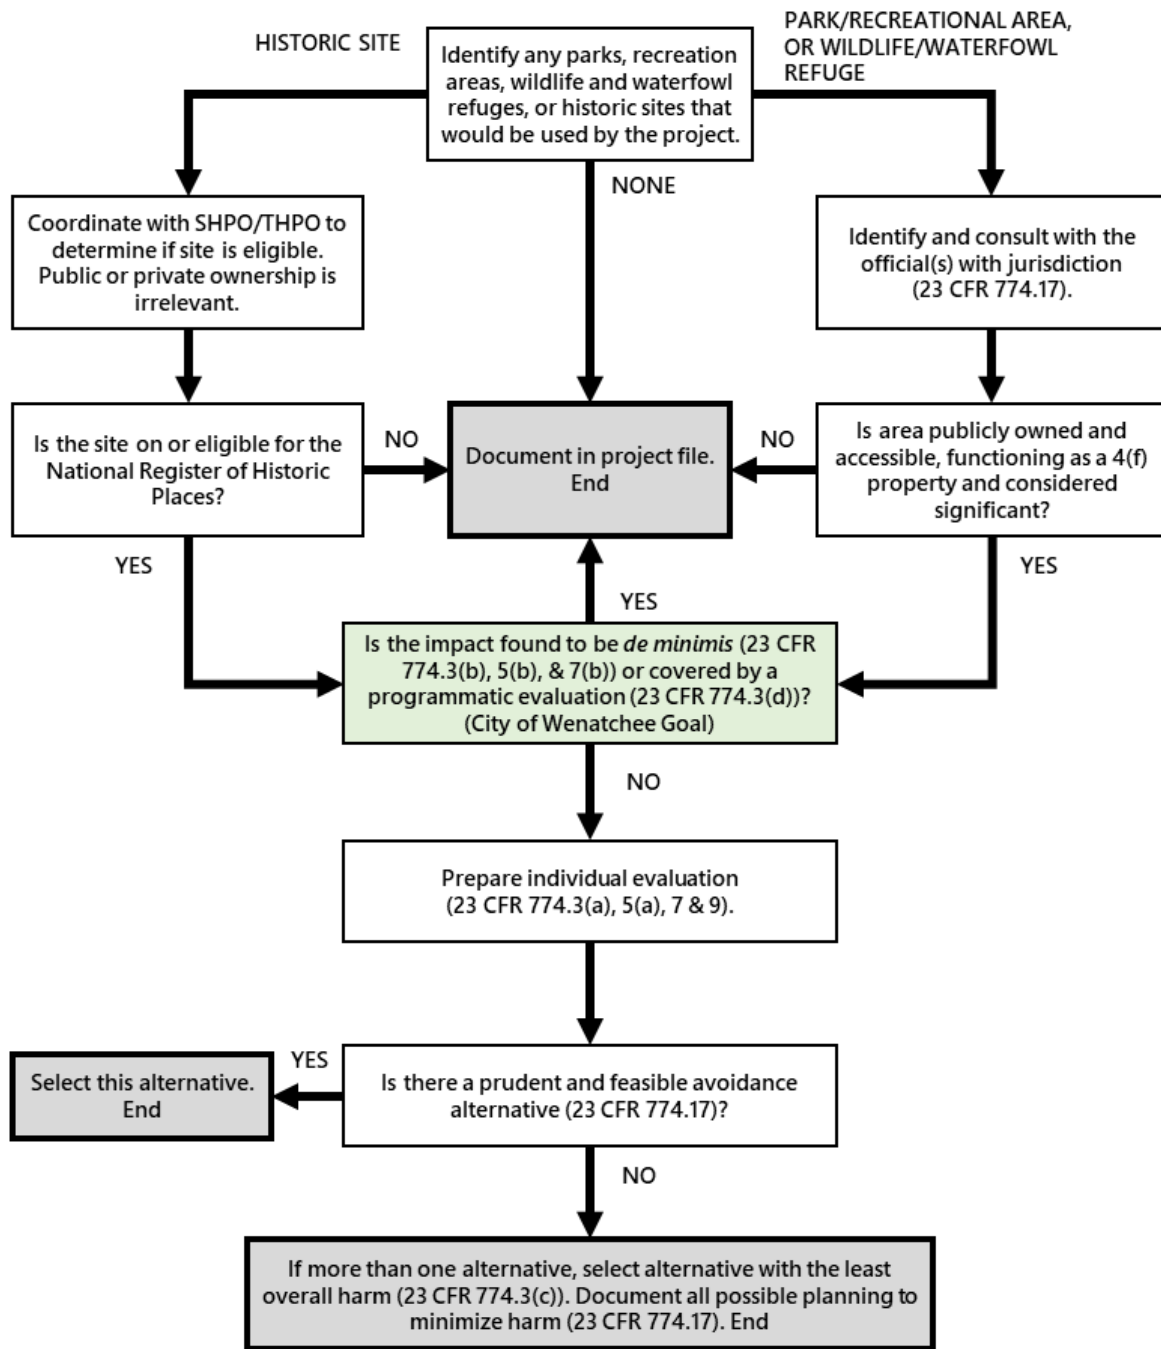 HISTORIC SITE
Identify any parks, recreation
areas, wildlife and waterfowl
refuges, or historic sites that
would be used by the project.
PARK/RECREATIONAL AREA,
OR WILDLIFE/WATERFOWL
REFUGE
NONE
Coordinate with SHPO/THPO to
determine if site is eligible.
Public or private ownership is
irrelevant.
Identify and consult with the
official(s) with jurisdiction
(23 CFR 774.17).
Is the site on or eligible for the
National Register of Historic
Places?
NO
Document in project file.
End
NO
Is area publicly owned and
accessible, functioning as a 4(f)
property and considered
significant?
YES
YES
YES
Is the impact found to be de minimis (23 CFR
774.3(b), 5(b), & 7(b)) or covered by a
programmatic evaluation (23 CFR 774.3(d))?
(City of Wenatchee Goal)
NO
Prepare individual evaluation
(23 CFR 774.3(a), 5(a), 7 & 9).
Select this alternative.
End
YES
Is there a prudent and feasible avoidance
alternative (23 CFR 774.17)?
NO
If more than one alternative, select alternative with the least
overall harm (23 CFR 774.3(c)). Document all possible planning to
minimize harm (23 CFR 774.17). End